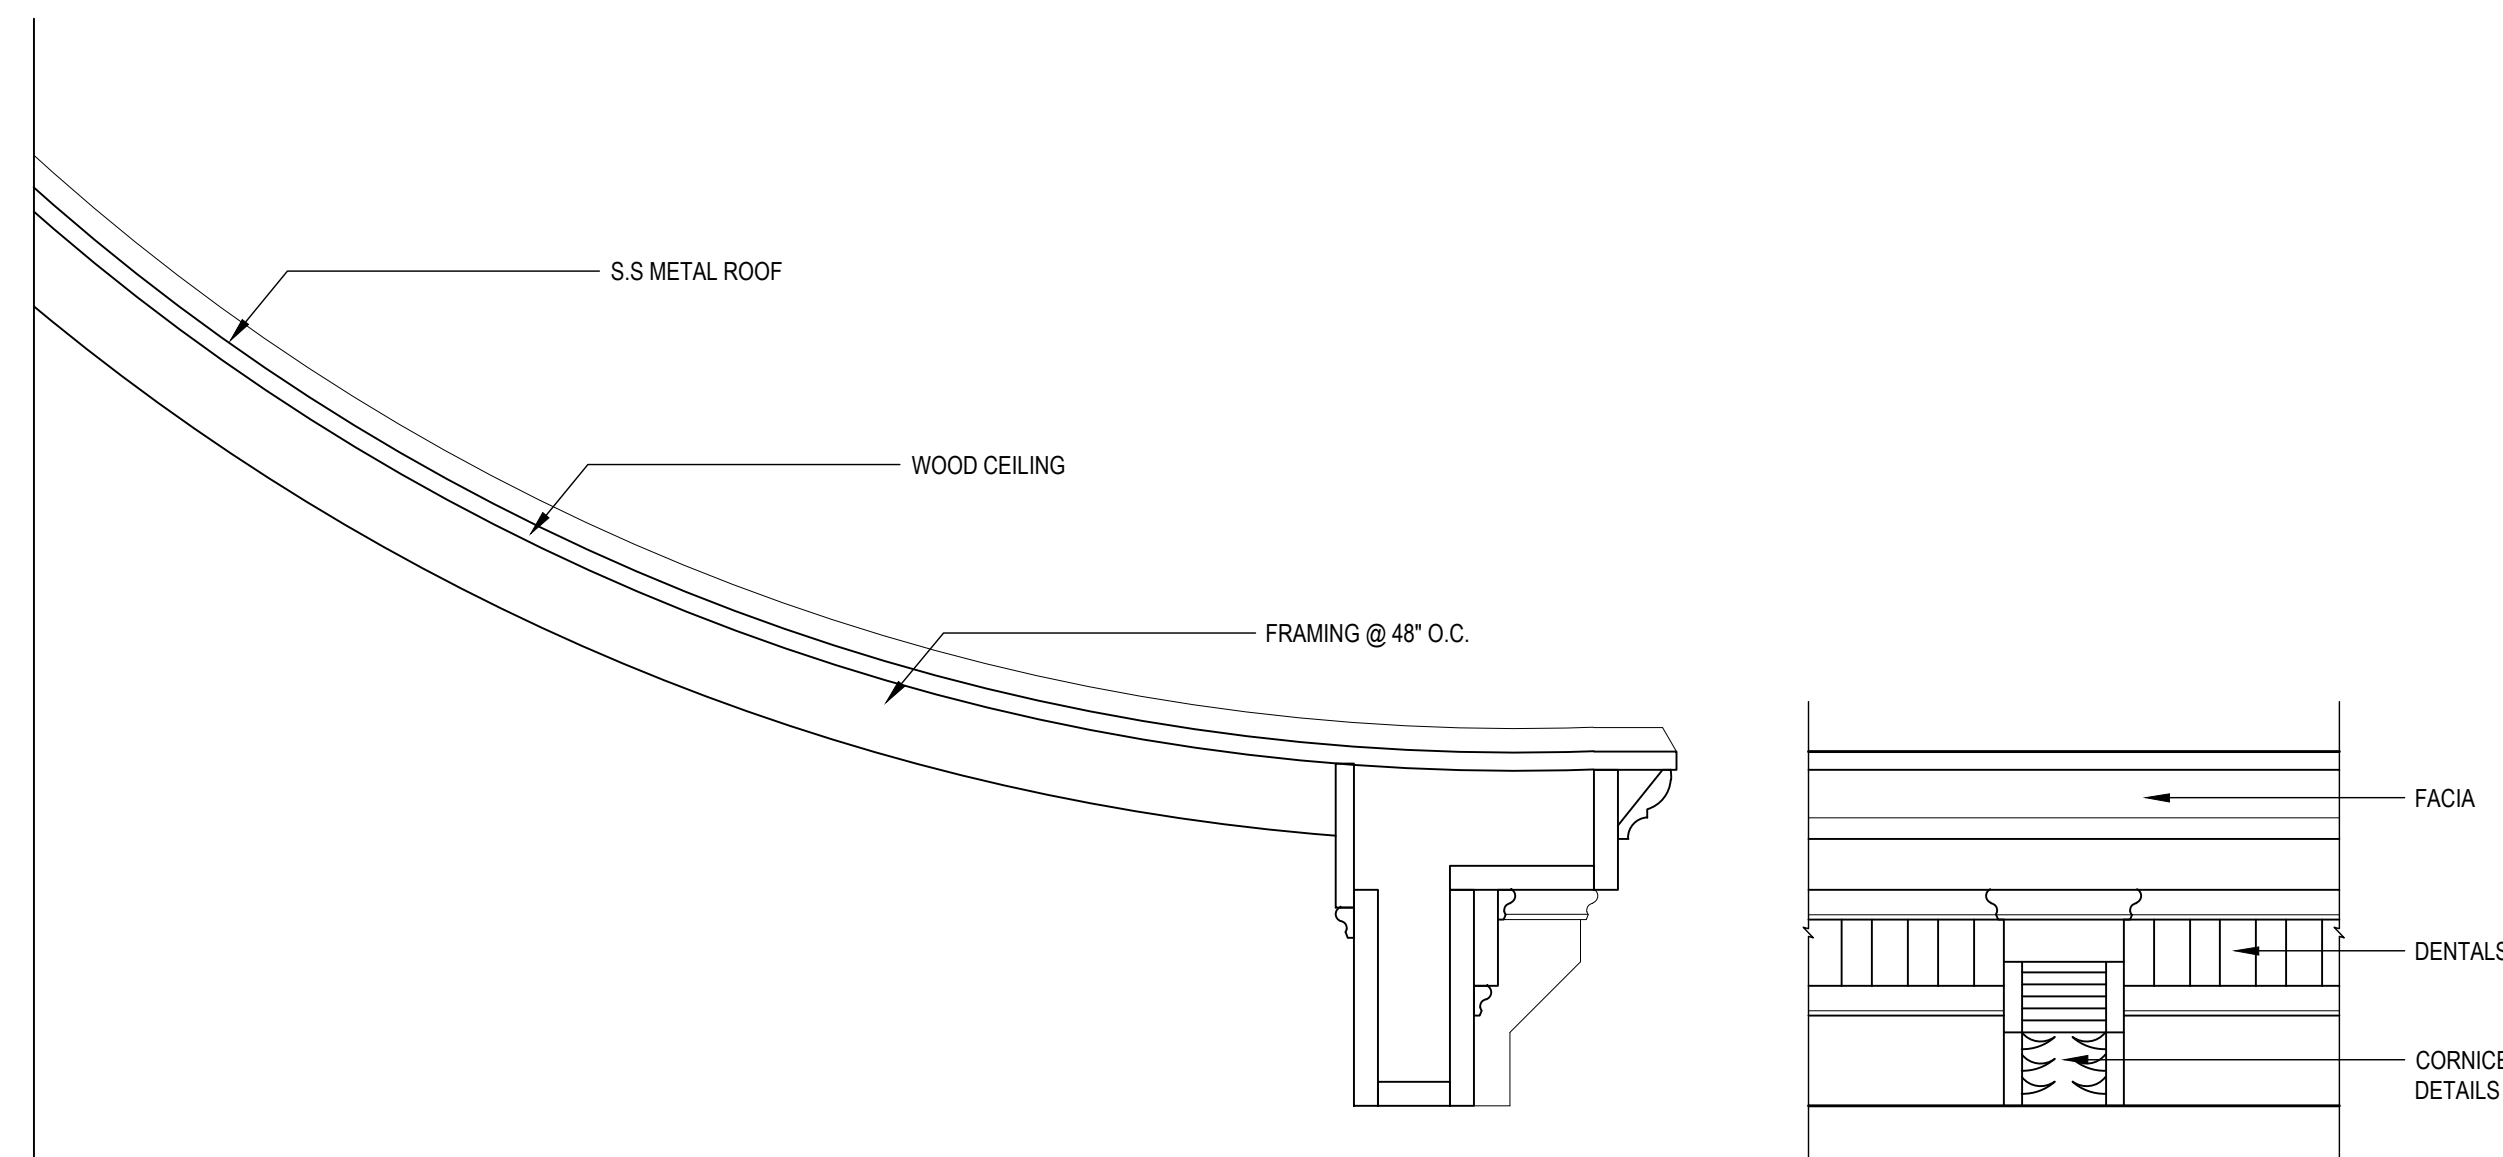 S.S METAL ROOF
WOOD CEILING
FRAMING @ 48" O.C.
FACIA
DENTALS
CORNICE
DETAILS